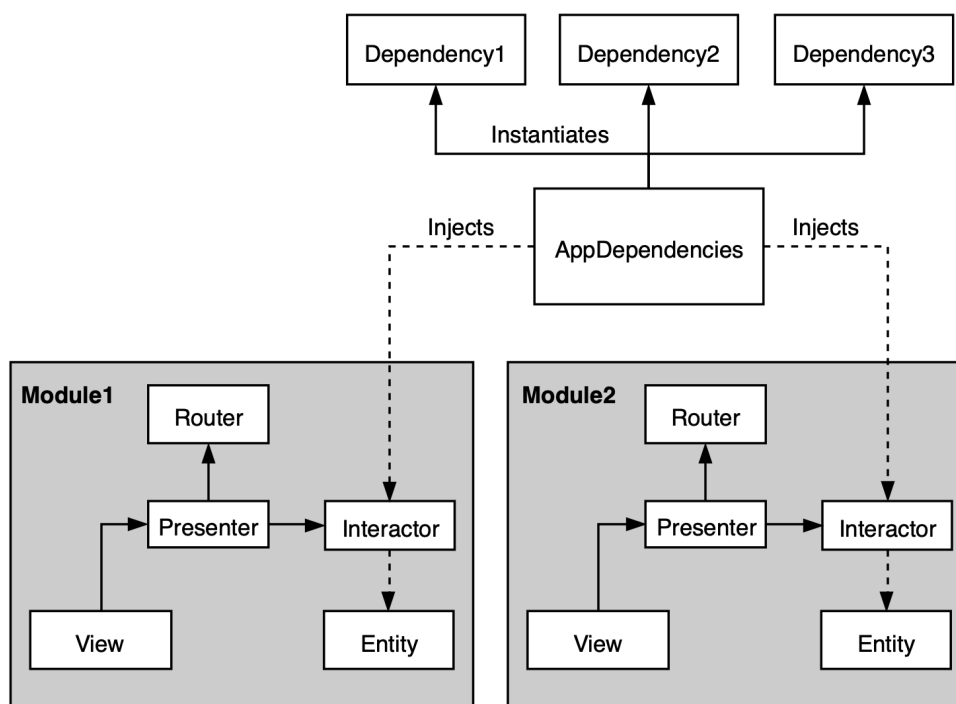 Dependency1
Dependency2
Dependency3
Instantiates
Injects
AppDependencies
Injects
Module1
Router
Presenter
Interactor
View
Entity
Module2
Router
Presenter
Interactor
View
Entity